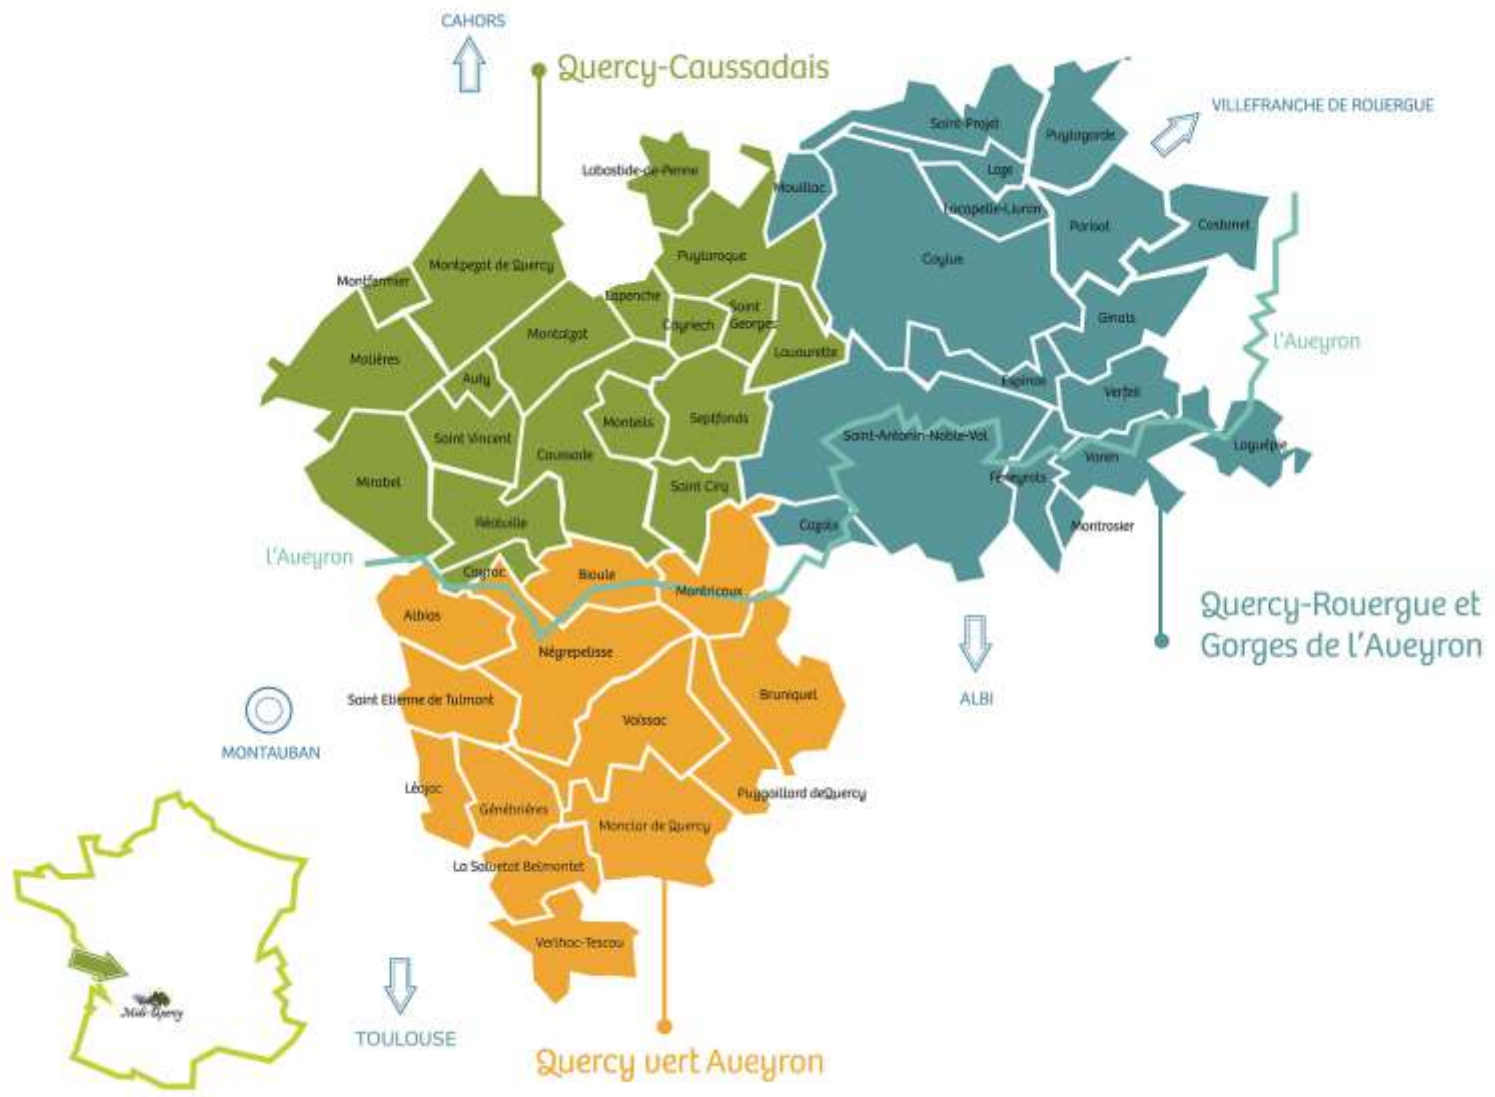 CAHORS
Quercy-Caussadais
VILLEFRANCHE DE ROUERGUE
Saint-Projet
Puylagarde
Labastide-de-Penne
Loze
Mouillac
Lacapelle-Livron
Parisot
Castanet
Puylaroque
Caylus
Montpezat de Quercy
Montfermier
Lapenche
Saint
Georges
Cayriech
Ginals
Montalzat
l'Aveyron
Lavaurette
Molières
Auty
Espinas
Verfeil
Monteils
Septfonds
Saint Vincent
Saint-Antonin-Noble-Val
Laguépie
Caussade
Varen
Mirabel
Saint Cirq
Féneyrols
Réalville
Cazals
Montrosier
l'Aveyron
Cayrac
Bioule
Montricoux
Albias
Quercy-Rouergue et
Gorges de l'Aveyron
Nègrepelisse
Bruniquel
ALBI
Saint Etienne de Tulmont
Vaïssac
MONTAUBAN
Léojac
Puygaillard deQuercy
Génébrières
Monclar de Quercy
La Salvetat Belmontet
Verlhac-Tescou
Midi-Quercy
TOULOUSE
Quercy vert Aveyron